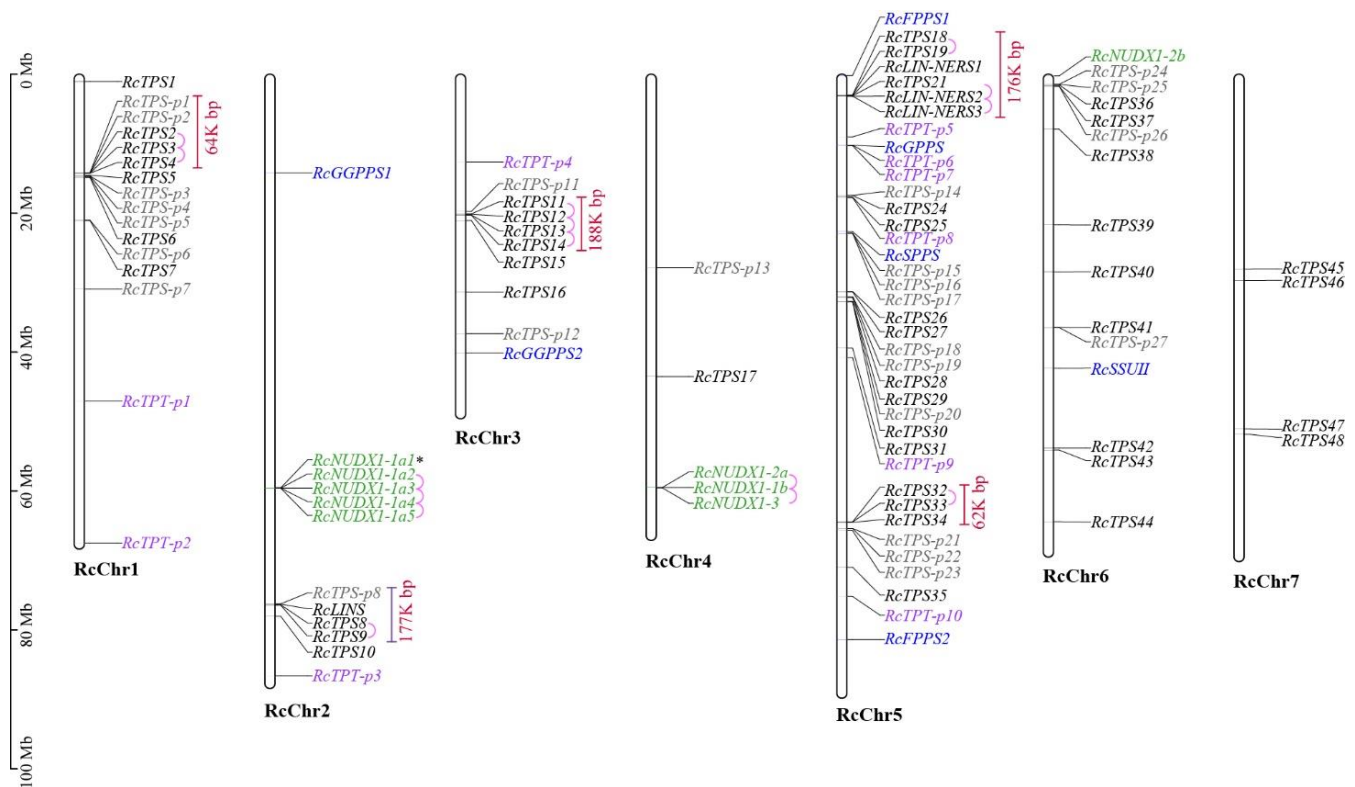 0 Mb
20 Mb
40 Mb
60 Mb
80 Mb
100 Mb
RcTPS1
RcTPS-p1
RcTPS-p2
RcTPS2
RcTPS3
RcTPS4
RcTPS5
RcTPS-p3
RcTPS-p4
RcTPS-p5
RcTPS6
RcTPS-p6
RcTPS7
RcTPS-p7
64K bp
RcTPT-p1
RcTPT-p2
RcChr1
RcGGPPS1
RcNUDX1-1a1*
RcNUDX1-1a2
RcNUDX1-1a3
RcNUDX1-1a4
RcNUDX1-1a5
RcTPS-p8
RcLINS
RcTPS8
RcTPS9
RcTPS10
177K bp
RcTPT-p3
RcChr2
RcTPT-p4
RcTPS-p11
RcTPS11
RcTPS12
RcTPS13
RcTPS14
RcTPS15
188K bp
RcTPS16
RcTPS-p12
RcGGPPS2
RcChr3
RcTPS-p13
RcTPS17
RcNUDX1-2a
RcNUDX1-1b
RcNUDX1-3
RcChr4
RcFPPS1
RcTPS18
RcTPS19
RcLIN-NERS1
RcTPS21
RcLIN-NERS2
RcLIN-NERS3
176K bp
RcTPT-p5
RcGPPS
RcTPT-p6
RcTPT-p7
RcTPS-p14
RcTPS24
RcTPS25
RcTPT-p8
RcSPPS
RcTPS-p15
RcTPS-p16
RcTPS-p17
RcTPS26
RcTPS27
RcTPS-p18
RcTPS-p19
RcTPS28
RcTPS29
RcTPS-p20
RcTPS30
RcTPS31
RcTPT-p9
RcTPS32
RcTPS33
RcTPS34
62K bp
RcTPS-p21
RcTPS-p22
RcTPS-p23
RcTPS35
RcTPT-p10
RcFPPS2
RcChr5
RcNUDX1-2b
RcTPS-p24
RcTPS-p25
RcTPS36
RcTPS37
RcTPS-p26
RcTPS38
RcTPS39
RcTPS40
RcTPS41
RcTPS-p27
RcSSUII
RcTPS42
RcTPS43
RcTPS44
RcChr6
RcTPS45
RcTPS46
RcTPS47
RcTPS48
RcChr7